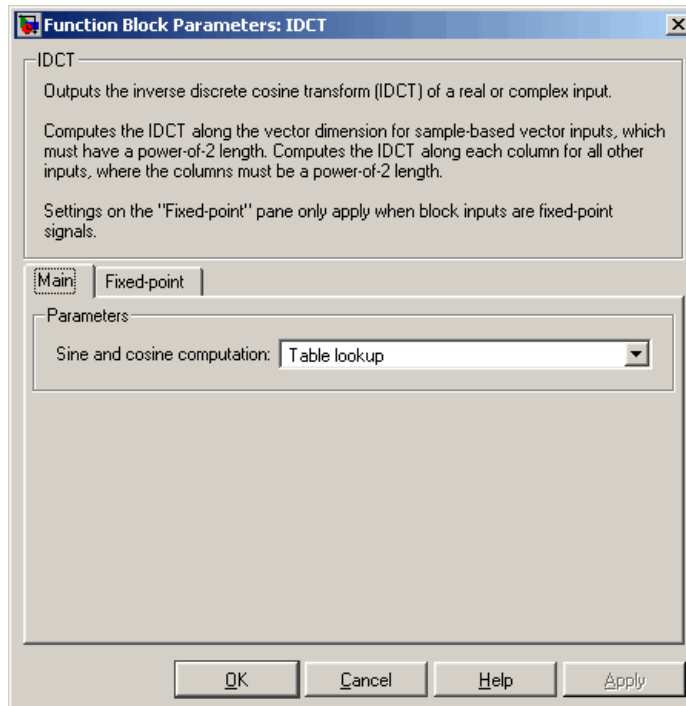 Function Block Parameters: IDCT
IDCT
Outputs the inverse discrete cosine transform (IDCT) of a real or complex input.
Computes the IDCT along the vector dimension for sample-based vector inputs, which
must have a power-of-2 length. Computes the IDCT along each column for all other
inputs, where the columns must be a power-of-2 length.
Settings on the "Fixed-point" pane only apply when block inputs are fixed-point
signals.
Main Fixed-point
Parameters
Sine and cosine computation: Table lookup
OK Cancel Help Apply